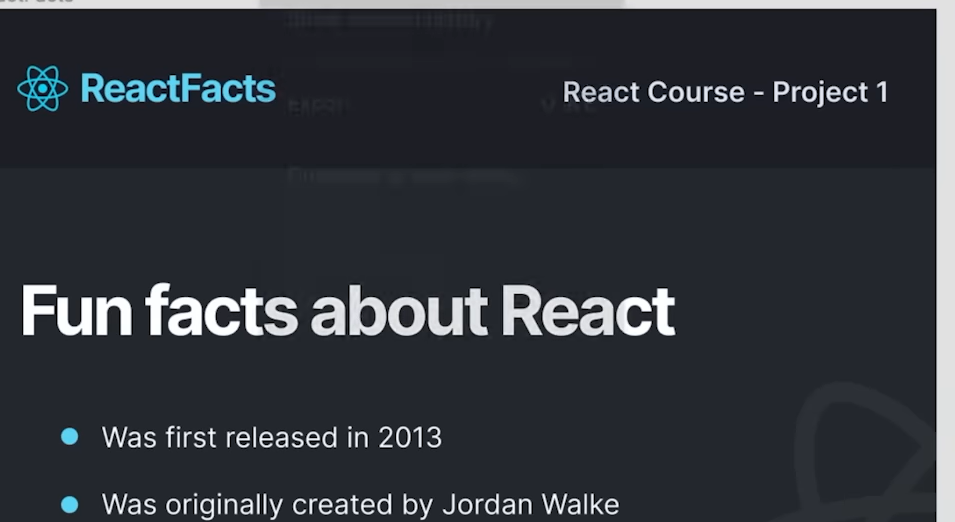 ReactFacts
React Course - Project 1
Fun facts about React
Was first released in 2013
Was originally created by Jordan Walke